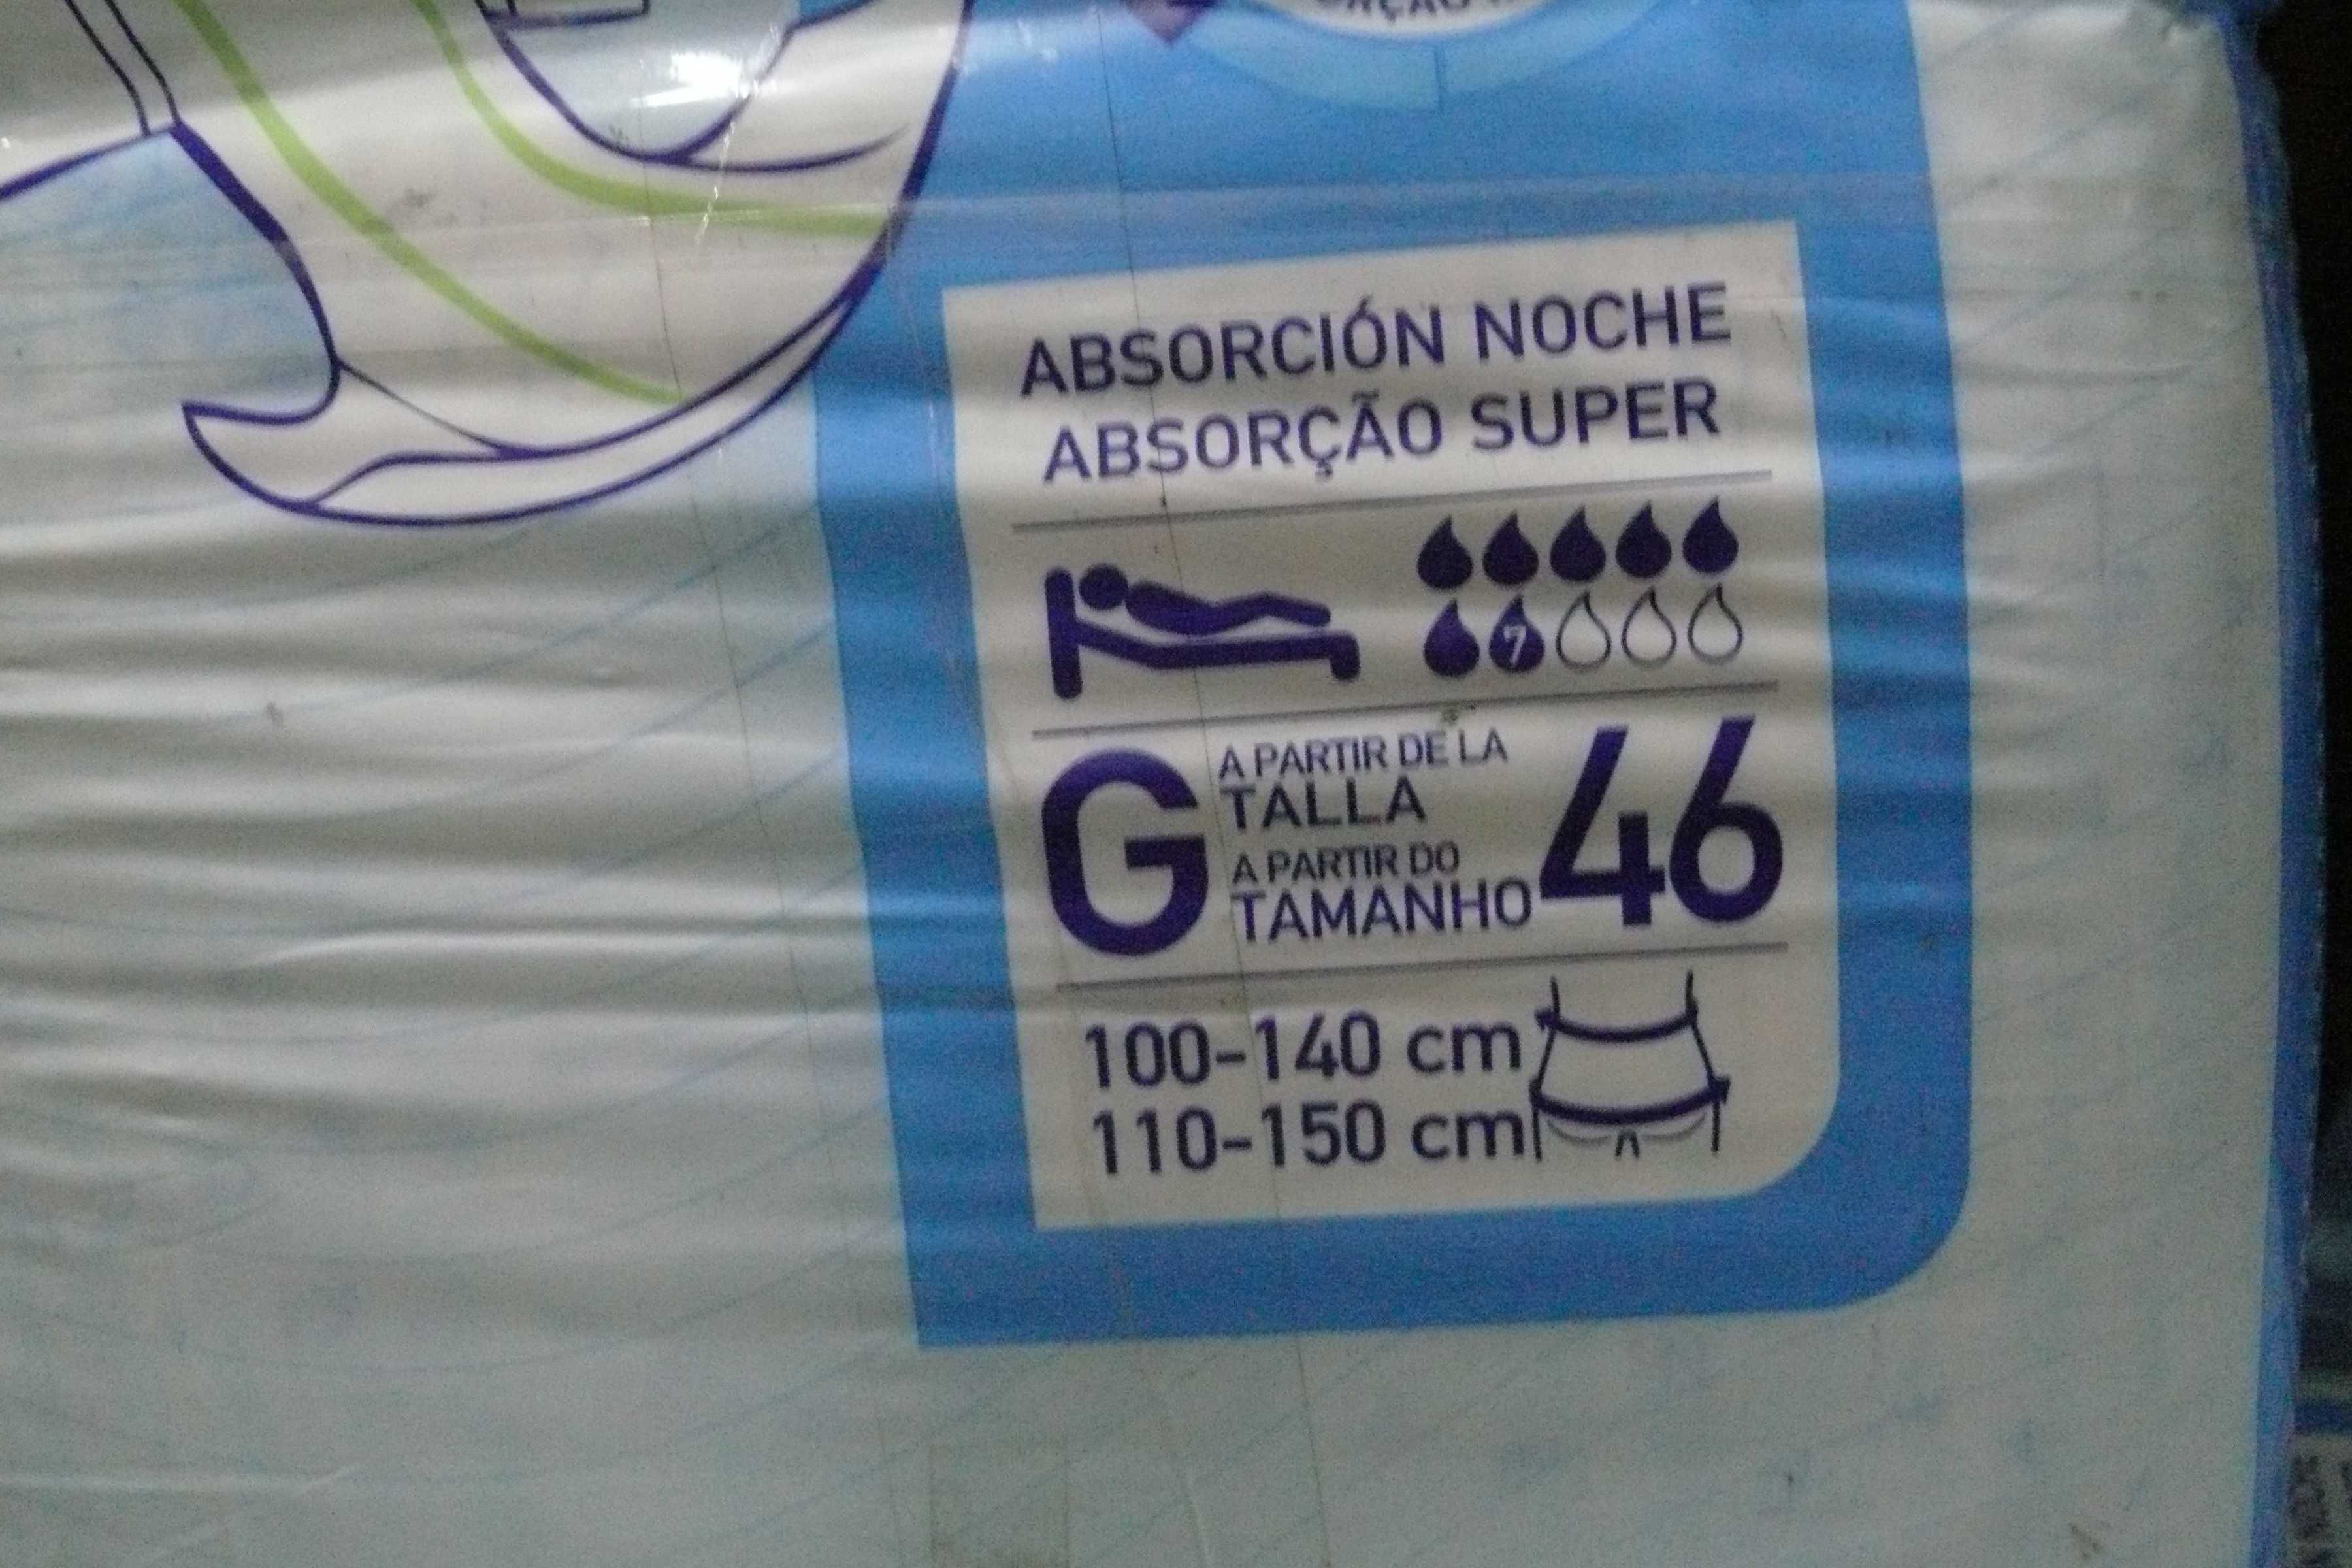 ABSORCIÓN NOCHE
ABSORÇÃO SUPER
7
G
A PARTIR DE LA
TALLA
A PARTIR DO
TAMANHO
46
100-140 cm
110-150 cm